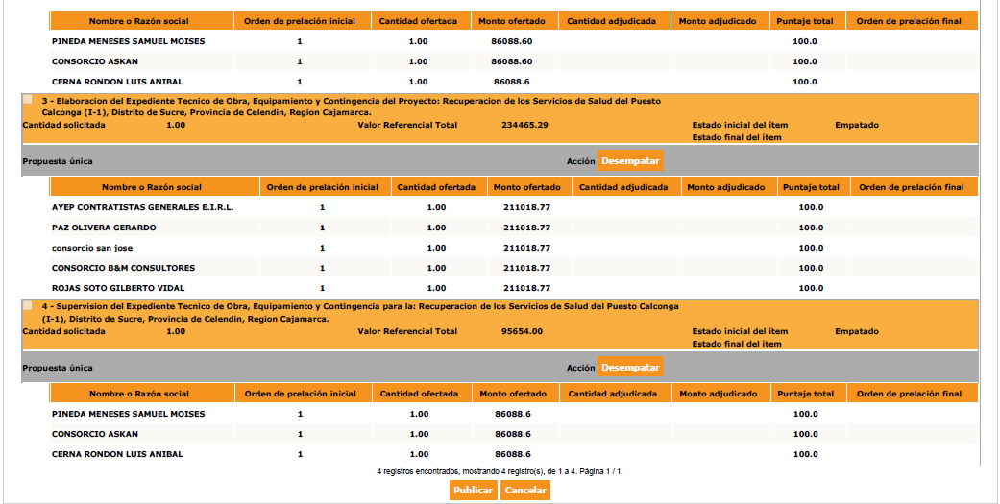 Nombre o Razón social Orden de prelación inicial Cantidad ofertada Monto ofertado Cantidad adjudicada Monto adjudicado Puntaje total Orden de prelación final
PINEDA MENESES SAMUEL MOISES 1 1.00 86088.60 100.0
CONSORCIO ASKAN 1 1.00 86088.60 100.0
CERNA RONDON LUIS ANIBAL 1 1.00 86088.6 100.0
3 - Elaboracion del Expediente Tecnico de Obra, Equipamiento y Contingencia del Proyecto: Recuperacion de los Servicios de Salud del Puesto
Calconga (I-1), Distrito de Sucre, Provincia de Celendin, Region Cajamarca.
Cantidad solicitada 1.00 Valor Referencial Total 234465.29 Estado inicial del ítem Empatado
Estado final del ítem
Propuesta única Acción Desempatar
Nombre o Razón social Orden de prelación inicial Cantidad ofertada Monto ofertado Cantidad adjudicada Monto adjudicado Puntaje total Orden de prelación final
AYEP CONTRATISTAS GENERALES E.I.R.L. 1 1.00 211018.77 100.0
PAZ OLIVERA GERARDO 1 1.00 211018.77 100.0
consorcio san jose 1 1.00 211018.77 100.0
CONSORCIO B&M CONSULTORES 1 1.00 211018.77 100.0
ROJAS SOTO GILBERTO VIDAL 1 1.00 211018.77 100.0
4 - Supervision del Expediente Tecnico de Obra, Equipamiento y Contingencia para la: Recuperacion de los Servicios de Salud del Puesto Calconga
(I-1), Distrito de Sucre, Provincia de Celendin, Region Cajamarca.
Cantidad solicitada 1.00 Valor Referencial Total 95654.00 Estado inicial del ítem Empatado
Estado final del ítem
Propuesta única Acción Desempatar
Nombre o Razón social Orden de prelación inicial Cantidad ofertada Monto ofertado Cantidad adjudicada Monto adjudicado Puntaje total Orden de prelación final
PINEDA MENESES SAMUEL MOISES 1 1.00 86088.6 100.0
CONSORCIO ASKAN 1 1.00 86088.6 100.0
CERNA RONDON LUIS ANIBAL 1 1.00 86088.6 100.0
4 registros encontrados, mostrando 4 registro(s), de 1 a 4. Página 1 / 1.
Publicar Cancelar